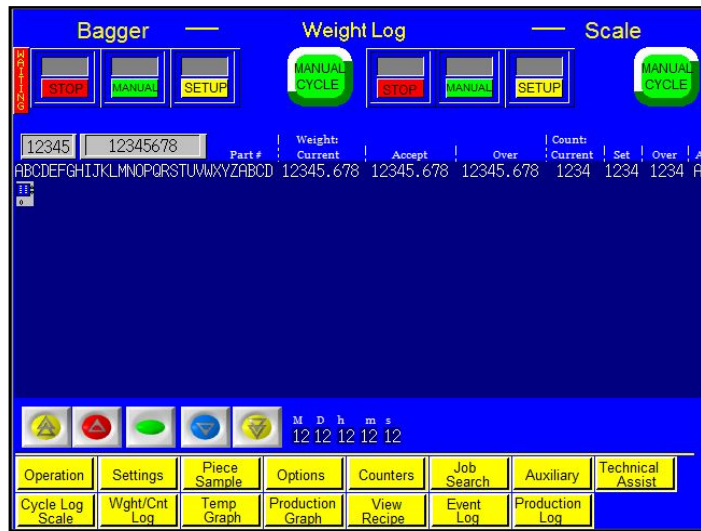 Bagger — Weight Log — Scale
WAITING
STOP MANUAL SETUP MANUAL CYCLE STOP MANUAL SETUP MANUAL CYCLE
12345 12345678
Weight: Count:
Part # Current Accept Over Current Set Over A
ABCDEFGHIJKLMNOPQRSTUVWXYZABCD 12345.678 12345.678 12345.678 1234 1234 1234 A
M D h m s
12 12 12 12 12
Operation Settings Piece Sample Options Counters Job Search Auxiliary Technical Assist
Cycle Log Scale Wght/Cnt Log Temp Graph Production Graph View Recipe Event Log Production Log